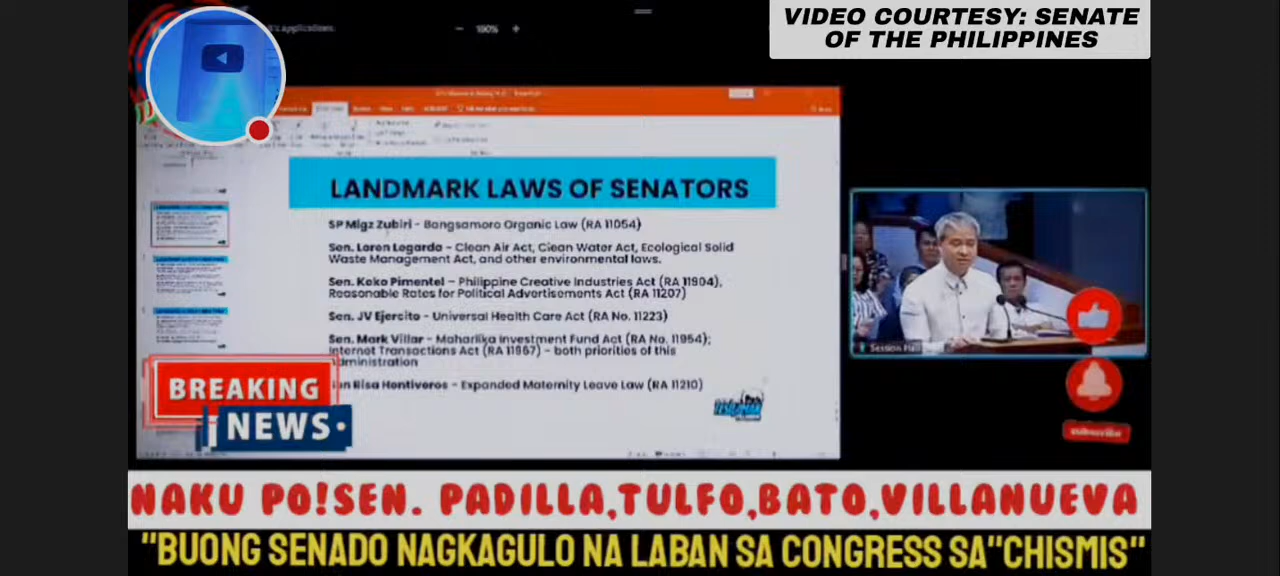 VIDEO COURTESY: SENATE
OF THE PHILIPPINES
100%
LANDMARK LAWS OF SENATORS
SP Migz Zubiri - Bangsamoro Organic Law (RA 11054)
Sen. Loren Legarda - Clean Air Act, Clean Water Act, Ecological Solid
Waste Management Act, and other environmental laws.
Sen. Koko Pimentel - Philippine Creative Industries Act (RA 11904),
Reasonable Rates for Political Advertisements Act (RA 11207)
Sen. JV Ejercito - Universal Health Care Act (RA No. 11223)
Sen. Mark Villar - Maharlika Investment Fund Act (RA No. 11954);
Internet Transactions Act (RA 11967) - both priorities of this
administration
Risa Hontiveros - Expanded Maternity Leave Law (RA 11210)
Session Hall
subscribe
BREAKING
NEWS
NAKU PO!SEN. PADILLA,TULFO,BATO,VILLANUEVA
"BUONG SENADO NAGKAGULO NA LABAN SA CONGRESS SA"CHISMIS"